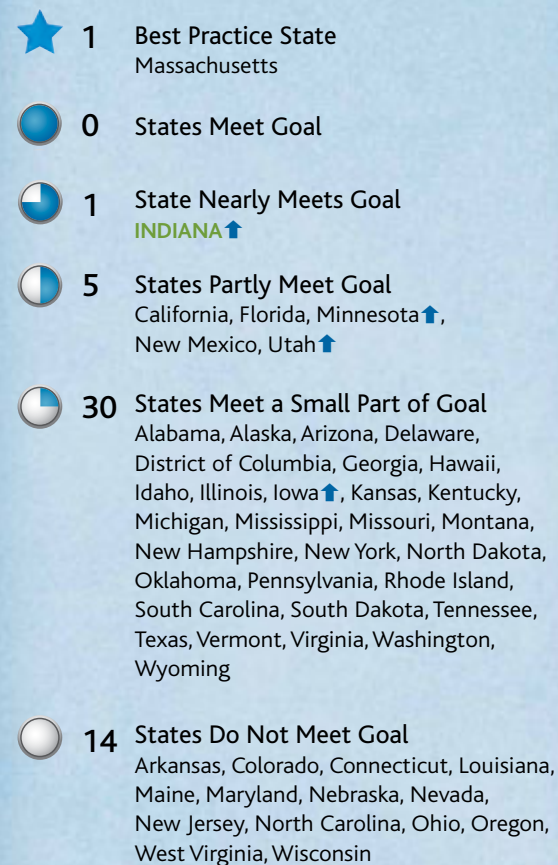 1 Best Practice State
Massachusetts
0 States Meet Goal
1 State Nearly Meets Goal
INDIANA⬆
5 States Partly Meet Goal
California, Florida, Minnesota⬆,
New Mexico, Utah⬆
30 States Meet a Small Part of Goal
Alabama, Alaska, Arizona, Delaware,
District of Columbia, Georgia, Hawaii,
Idaho, Illinois, Iowa⬆, Kansas, Kentucky,
Michigan, Mississippi, Missouri, Montana,
New Hampshire, New York, North Dakota,
Oklahoma, Pennsylvania, Rhode Island,
South Carolina, South Dakota, Tennessee,
Texas, Vermont, Virginia, Washington,
Wyoming
14 States Do Not Meet Goal
Arkansas, Colorado, Connecticut, Louisiana,
Maine, Maryland, Nebraska, Nevada,
New Jersey, North Carolina, Ohio, Oregon,
West Virginia, Wisconsin